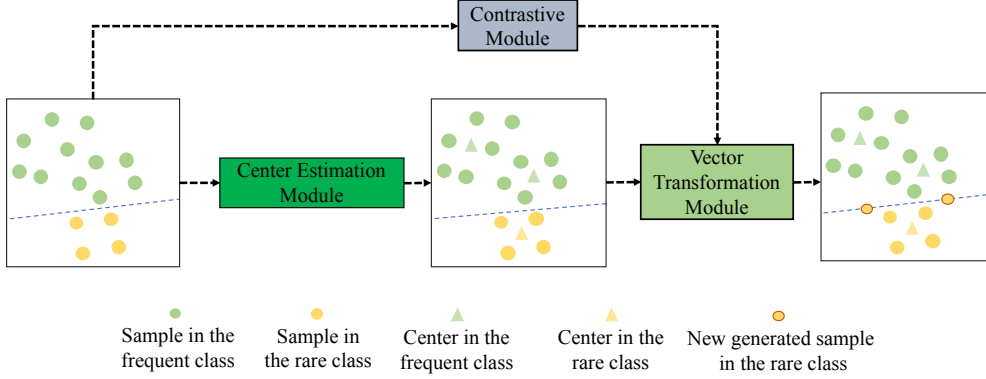 Contrastive
Module
Center Estimation
Module
Vector
Transformation
Module
Sample in the
frequent class
Sample in
the rare class
Center in the
frequent class
Center in the
rare class
New generated sample
in the rare class